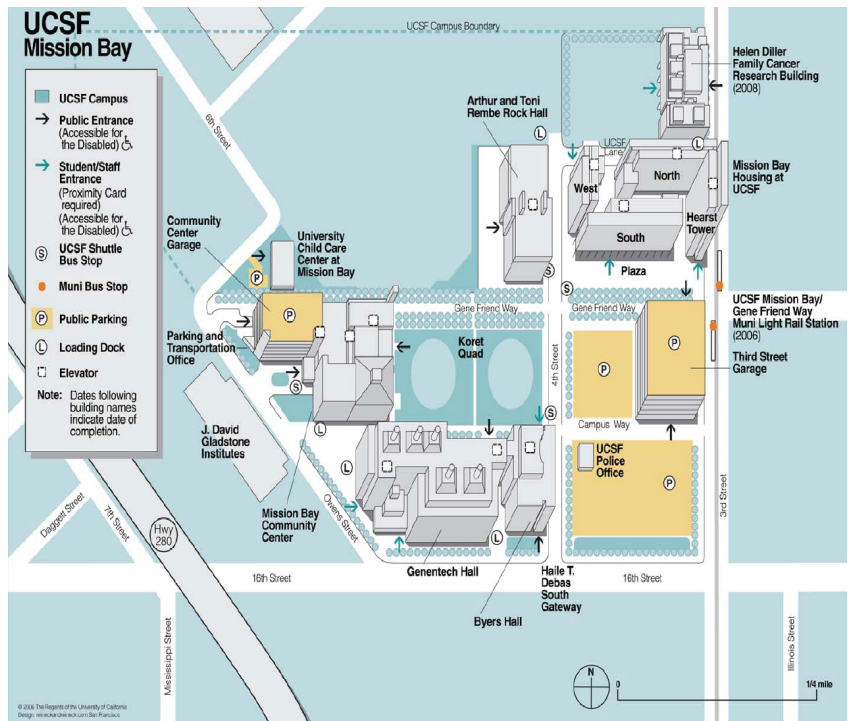 UCSF
Mission Bay
UCSF Campus
Public Entrance
(Accessible for
the Disabled)
Student/Staff
Entrance
(Proximity Card
required)
(Accessible for
the Disabled)
S
UCSF Shuttle
Bus Stop
Muni Bus Stop
P
Public Parking
L
Loading Dock
Elevator
Note: Dates following
building names
indicate date of
completion.
UCSF Campus Boundary
Helen Diller
Family Cancer
Research Building
(2008)
Arthur and Toni
Rembe Rock Hall
L
6th Street
UCSF
Lane
L
West
North
South
Hearst
Tower
Mission Bay
Housing at
UCSF
Plaza
Community
Center
Garage
University
Child Care
Center at
Mission Bay
P
P
S
S
Gene Friend Way
Gene Friend Way
UCSF Mission Bay/
Gene Friend Way
Muni Light Rail Station
(2006)
Parking and
Transportation
Office
Koret
Quad
4th Street
P
P
Third Street
Garage
S
S
Campus Way
J. David
Gladstone
Institutes
L
L
UCSF
Police
Office
P
3rd Street
Mission Bay
Community
Center
Owens Street
Daggett Street
7th Street
Hwy
280
L
Genentech Hall
Haile T.
Debas
South
Gateway
Byers Hall
16th Street
16th Street
Mississippi Street
Illinois Street
N
0
1/4 mile
© 2006 The Regents of the University of California